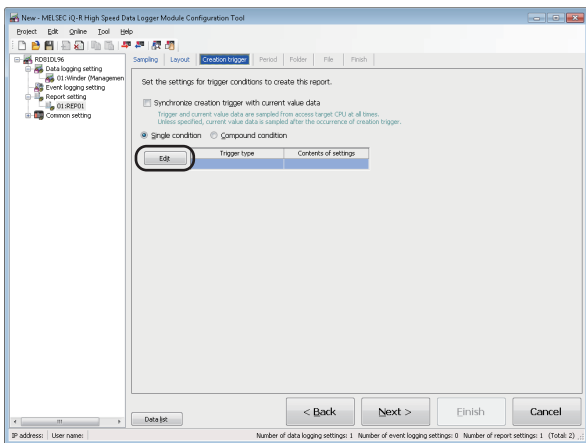 New - MELSEC iQ-R High Speed Data Logger Module Configuration Tool
Project Edit Online Tool Help
RD81DL96
Data logging setting
01:Winder (Managemen
Event logging setting
Report setting
01:REP01
Common setting
Sampling Layout Creation trigger Period Folder File Finish
Set the settings for trigger conditions to create this report.
Synchronize creation trigger with current value data
Trigger and current value data are sampled from access target CPU at all times.
Unless specified, current value data is sampled after the occurrence of creation trigger.
Single condition Compound condition
Edit Trigger type Contents of settings
Data list < Back Next > Finish Cancel
IP address: User name: Number of data logging settings: 1 Number of event logging settings: 0 Number of report settings: 1 (Total: 2)